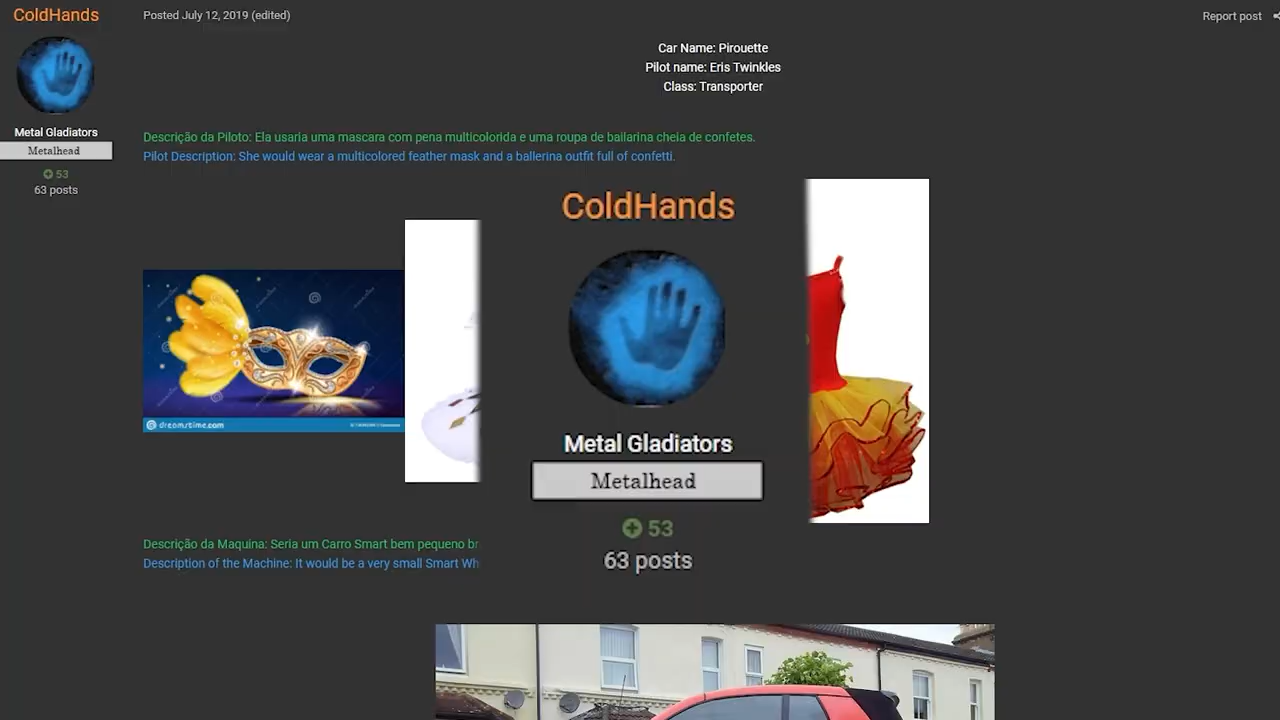 ColdHands
Posted July 12, 2019 (edited)
Report post
Car Name: Pirouette
Pilot name: Eris Twinkles
Class: Transporter
Metal Gladiators
Metalhead
53
63 posts
Descrição da Piloto: Ela usaria uma mascara com pena multicolorida e uma roupa de bailarina cheia de confetes.
Pilot Description: She would wear a multicolored feather mask and a ballerina outfit full of confetti.
ColdHands
Metal Gladiators
Metalhead
53
63 posts
dreamstime.com
Descrição da Maquina: Seria um Carro Smart bem pequeno br
Description of the Machine: It would be a very small Smart Wh